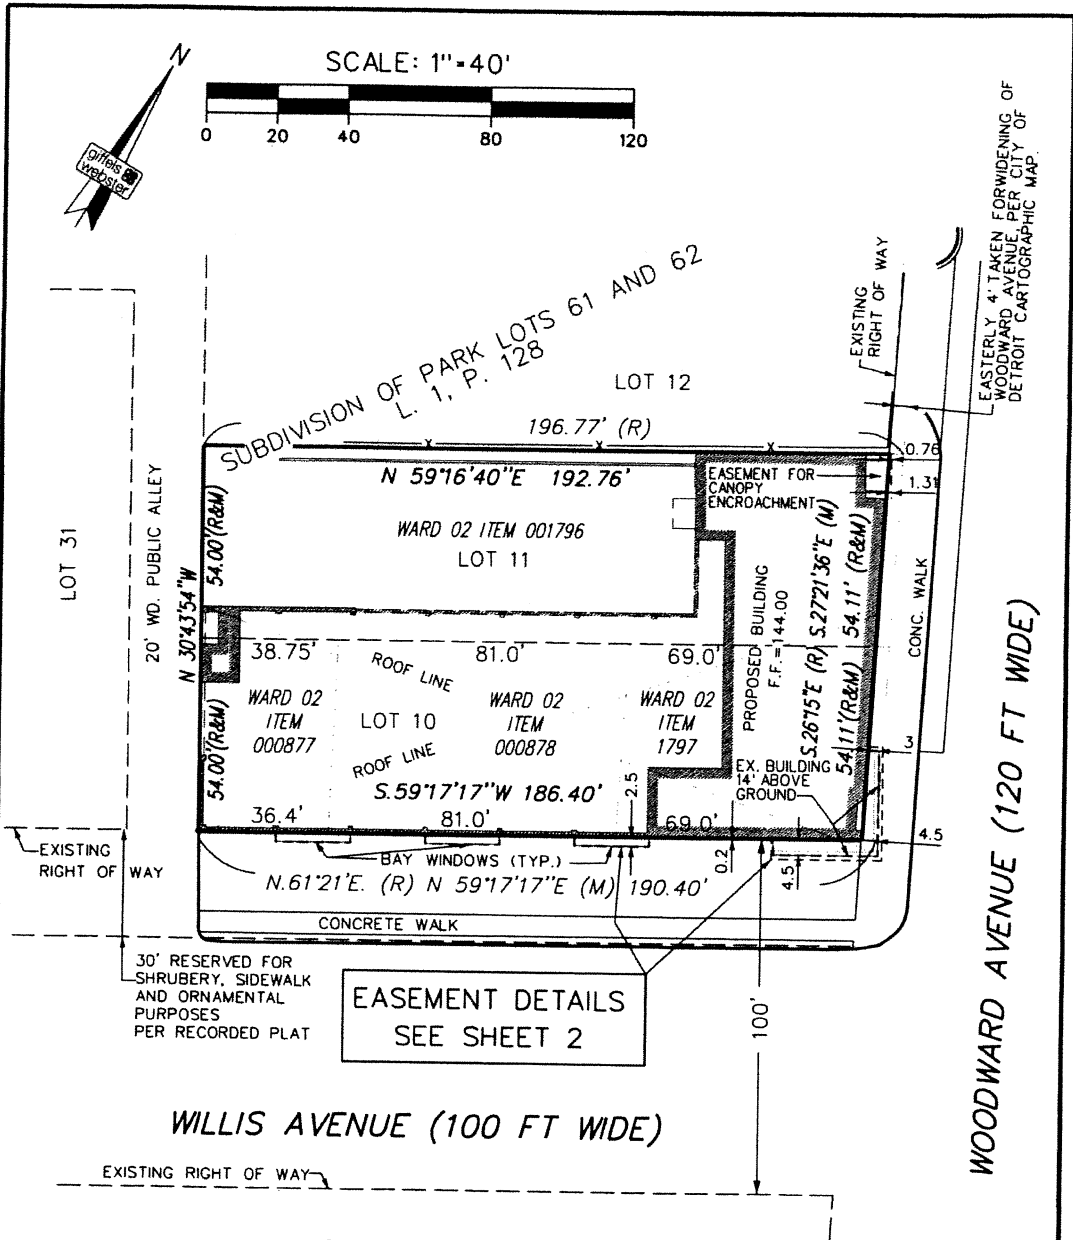 N
giffels
webster
SCALE: 1"=40'
0 20 40 80 120
EASTERLY 4' TAKEN FORWIDENING OF
WOODWARD AVENUE, PER CITY OF
DETROIT CARTOGRAPHIC MAP.
EXISTING
RIGHT OF WAY
SUBDIVISION OF PARK LOTS 61 AND 62
L. 1, P. 128
LOT 12
196.77' (R)
N 59°16'40"E 192.76'
0.76
1.31
EASEMENT FOR
CANOPY
ENCROACHMENT
LOT 31
20' WD. PUBLIC ALLEY
N 30°43'54"W
54.00'(R&M)
54.00'(R&M)
WARD 02 ITEM 001796
LOT 11
PROPOSED BUILDING
F.F.=144.00
S.26°15"E (R) S.27°21'36"E (M)
54.11' (R&M)
54.11'(R&M)
CONC. WALK
38.75'
81.0'
69.0'
ROOF LINE
WARD 02
ITEM
000877
LOT 10
WARD 02
ITEM
000878
WARD 02
ITEM
1797
ROOF LINE
3
EX. BUILDING
14' ABOVE
GROUND
S.59°17'17"W 186.40'
2.5
36.4'
81.0'
69.0'
4.5
EXISTING
RIGHT OF WAY
BAY WINDOWS (TYP.)
0.2
4.5
N.61°21'E. (R) N 59°17'17"E (M) 190.40'
CONCRETE WALK
30' RESERVED FOR
SHRUBERY, SIDEWALK
AND ORNAMENTAL
PURPOSES
PER RECORDED PLAT
EASEMENT DETAILS
SEE SHEET 2
100'
WOODWARD AVENUE (120 FT WIDE)
WILLIS AVENUE (100 FT WIDE)
EXISTING RIGHT OF WAY